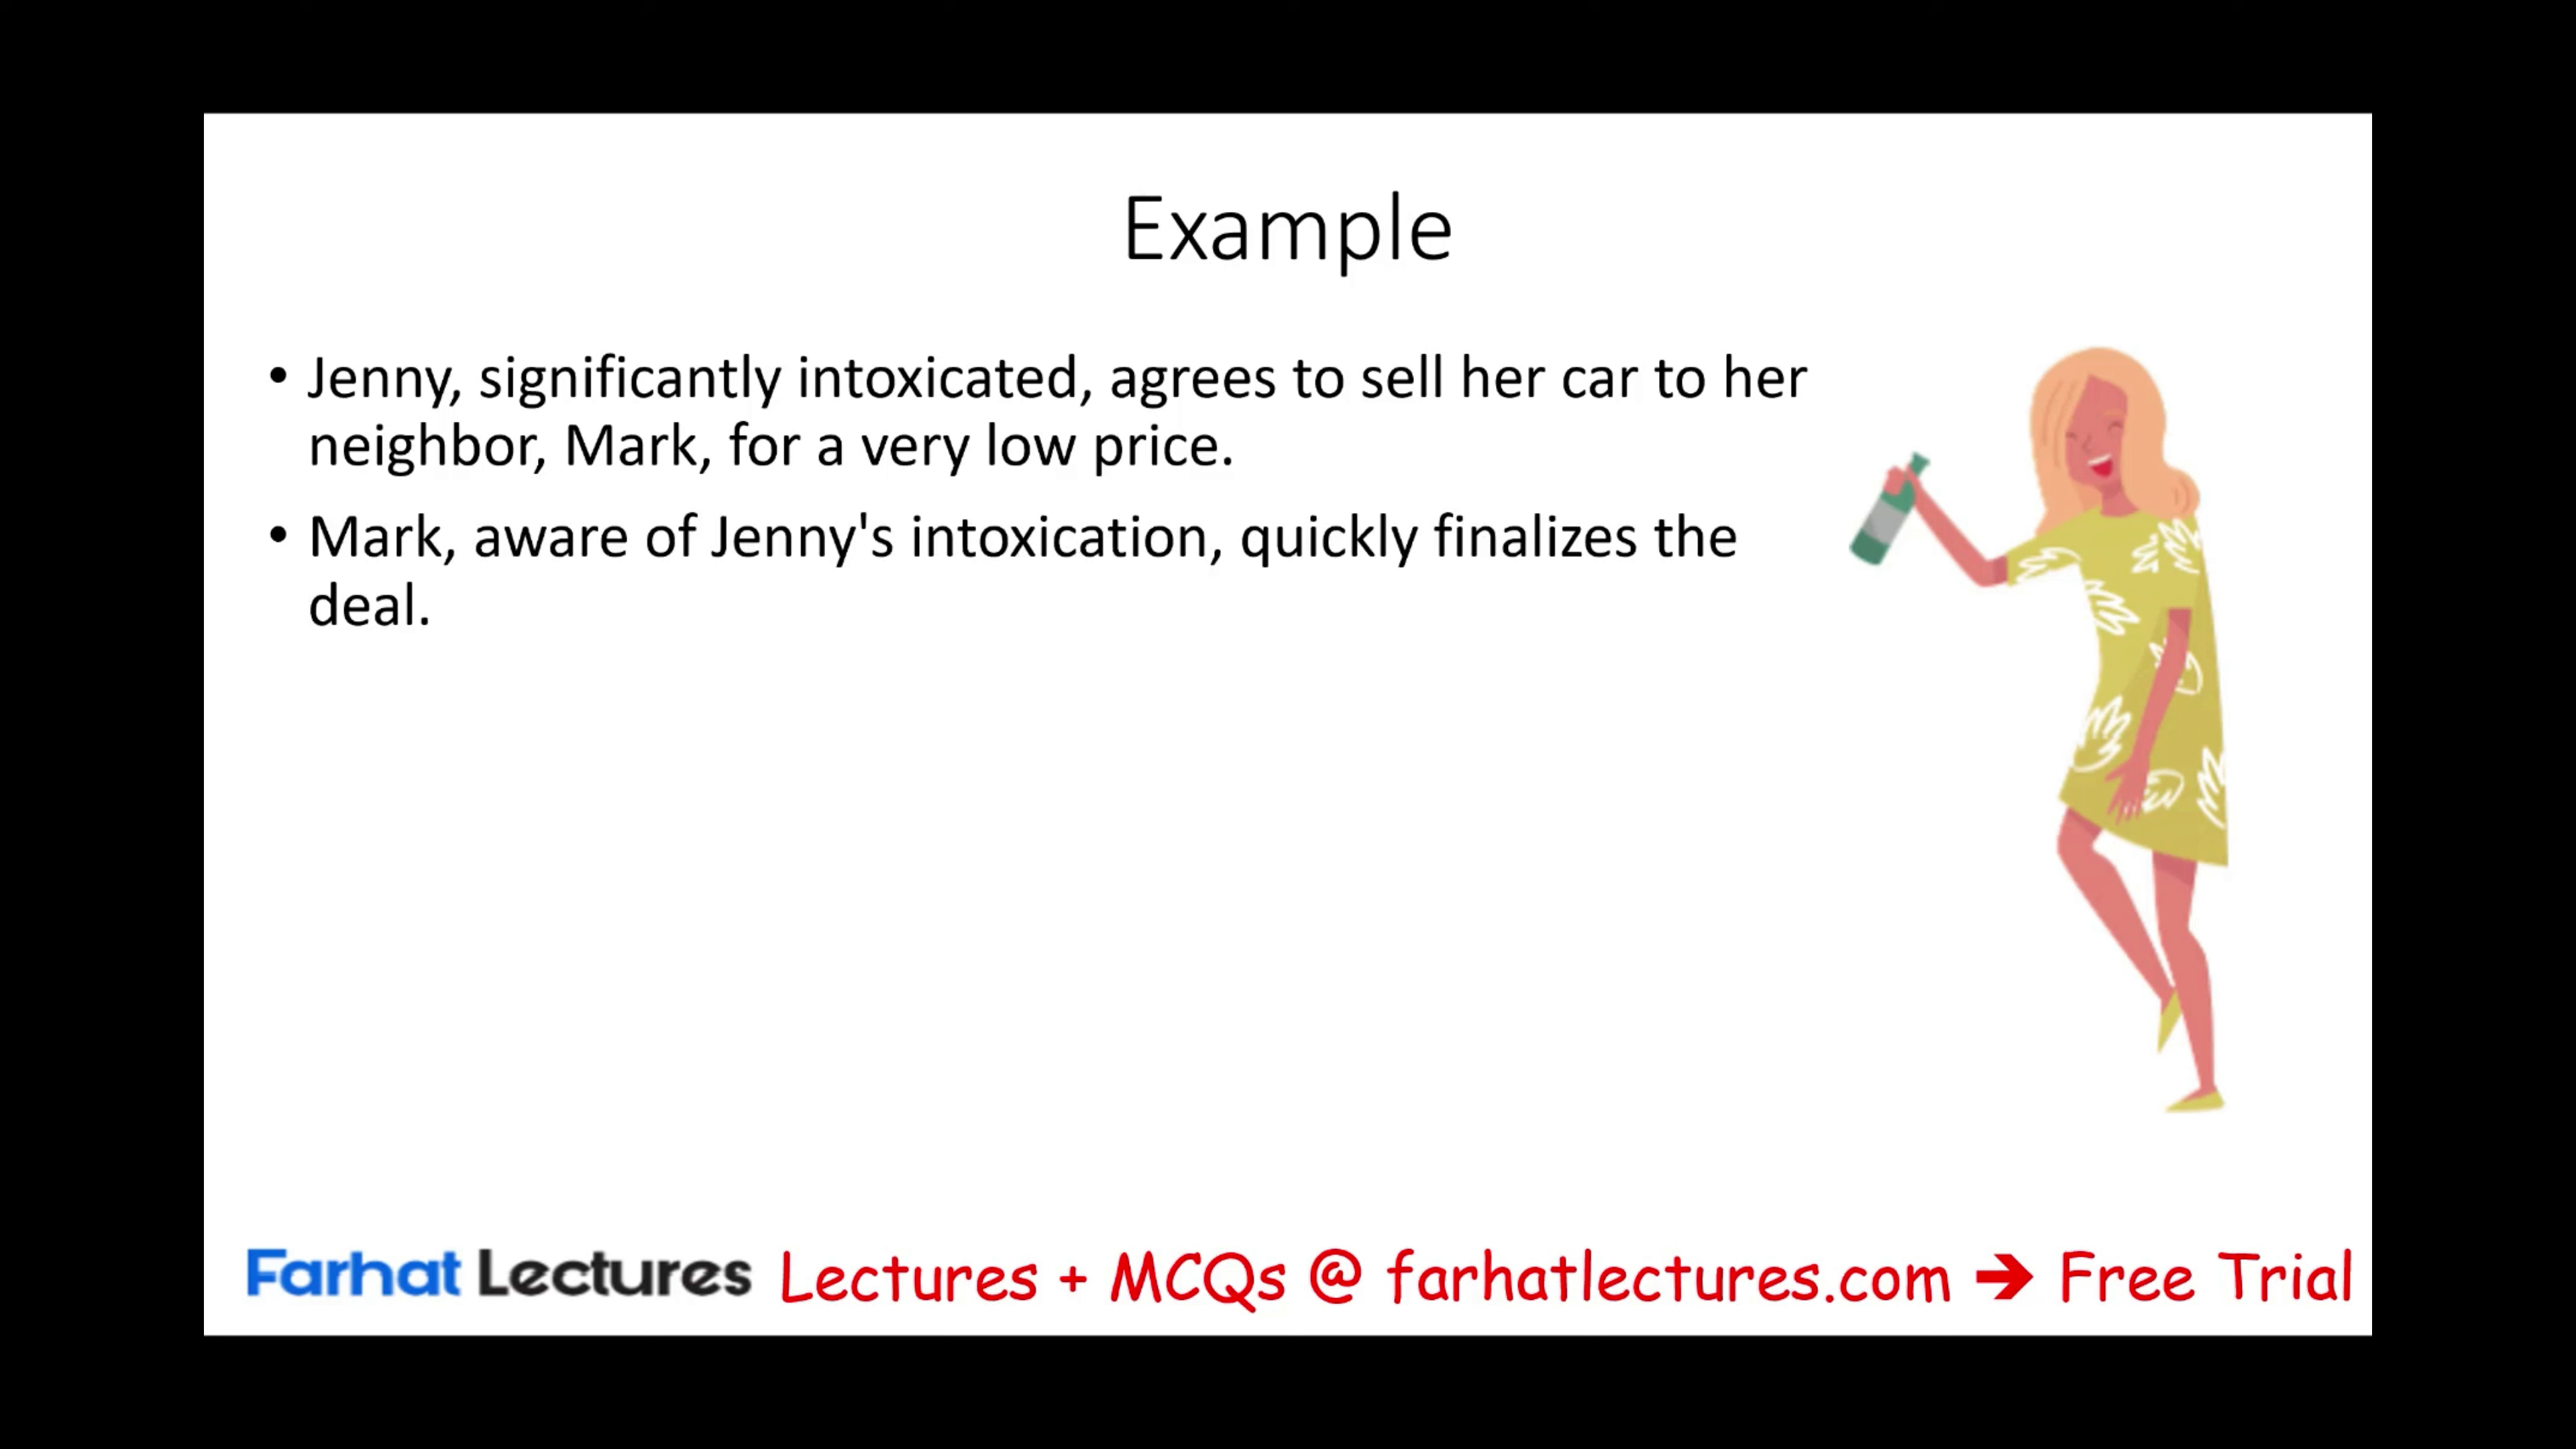 Example
• Jenny, significantly intoxicated, agrees to sell her car to her
neighbor, Mark, for a very low price.
• Mark, aware of Jenny's intoxication, quickly finalizes the
deal.
Farhat Lectures Lectures + MCQs @ farhatlectures.com ➔ Free Trial